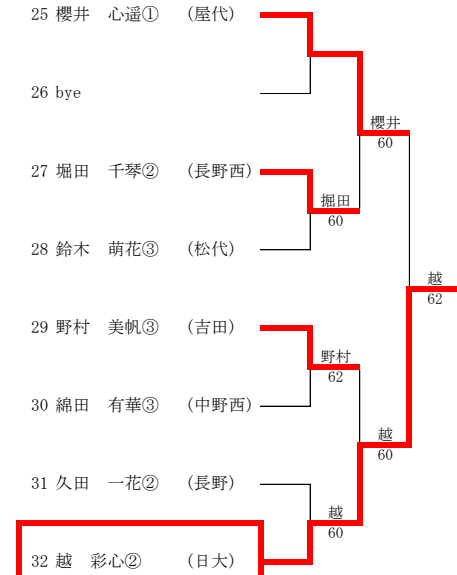 25 櫻井　心遥①　（屋代）
26 bye
櫻井
60
27 堀田　千琴②　（長野西）
掘田
60
28 鈴木　萌花③　（松代）
越
62
29 野村　美帆③　（吉田）
野村
62
30 綿田　有華③　（中野西）
越
60
31 久田　一花②　（長野）
越
60
32 越　彩心②　（日大）